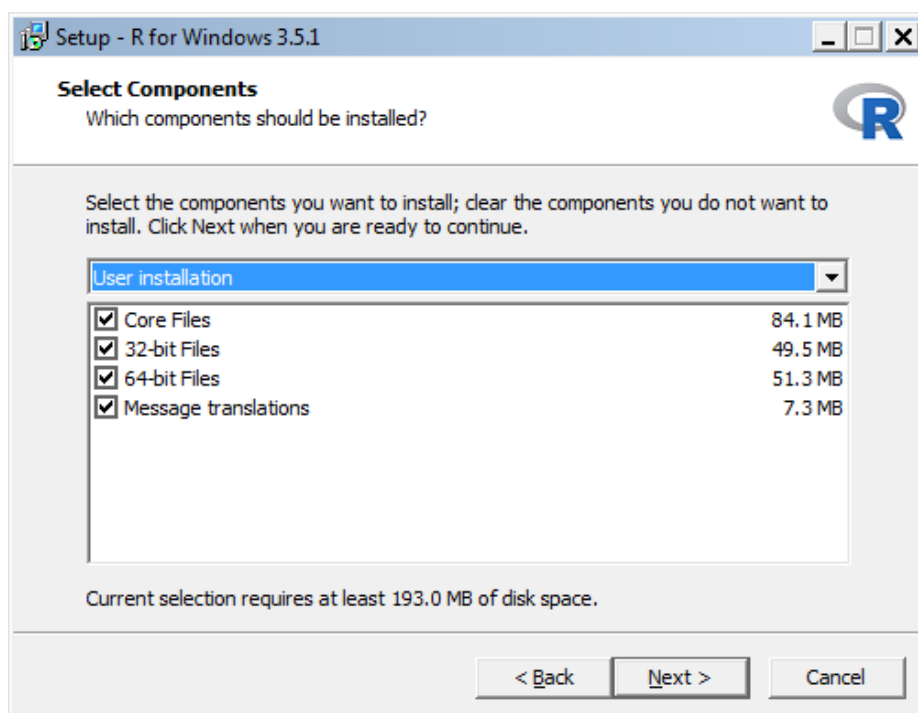 Setup - R for Windows 3.5.1
Select Components
Which components should be installed?
R
Select the components you want to install; clear the components you do not want to
install. Click Next when you are ready to continue.
User installation
Core Files 84.1 MB
32-bit Files 49.5 MB
64-bit Files 51.3 MB
Message translations 7.3 MB
Current selection requires at least 193.0 MB of disk space.
< Back Next > Cancel